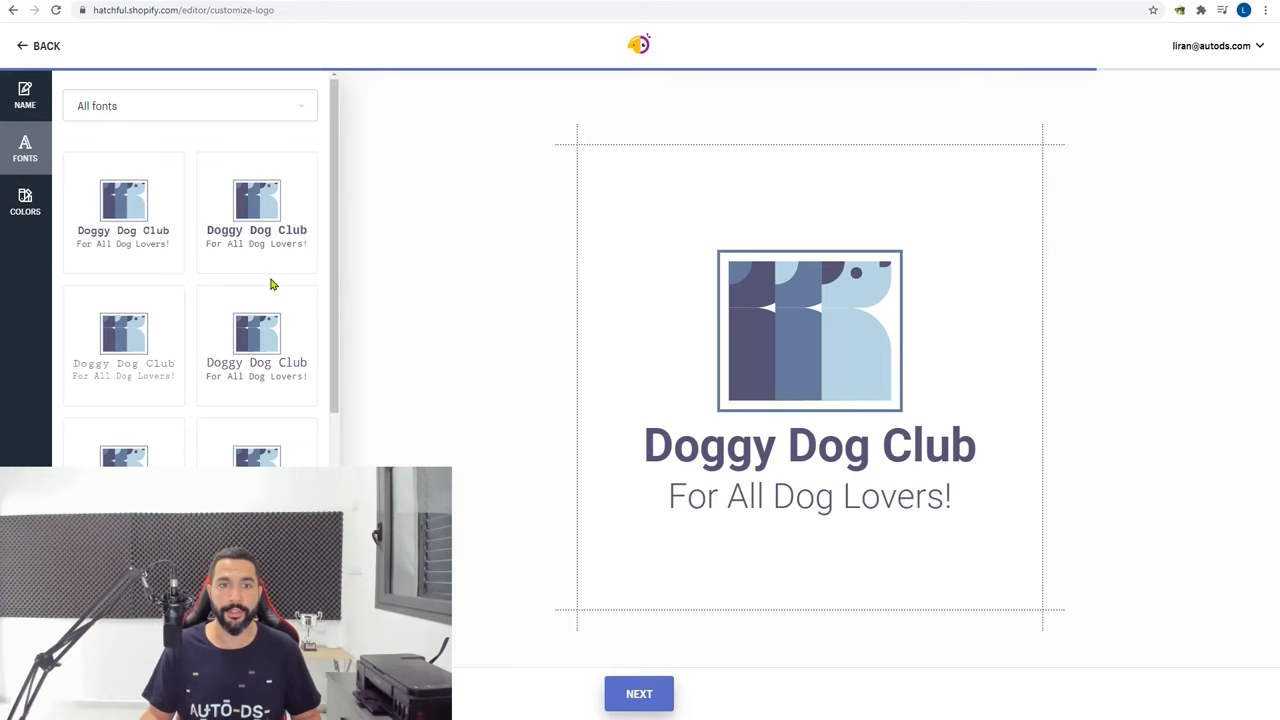 hatchful.shopify.com/editor/customize-logo
L
BACK
liran@autods.com
NAME
FONTS
COLORS
All fonts
Doggy Dog Club
For All Dog Lovers!
Doggy Dog Club
For All Dog Lovers!
Doggy Dog Club
For All Dog Lovers!
Doggy Dog Club
For All Dog Lovers!
Doggy Dog Club
For All Dog Lovers!
NEXT
AUTŌ-DS-